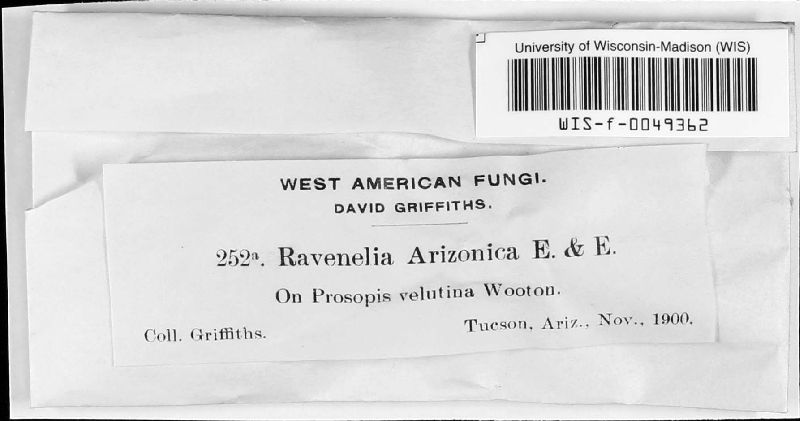 University of Wisconsin-Madison (WIS)
WIS-f-0049362
WEST AMERICAN FUNGI.
DAVID GRIFFITHS.
252ª. Ravenelia Arizonica E. & E.
On Prosopis velutina Wooton.
Coll. Griffiths.
Tucson, Ariz., Nov., 1900.